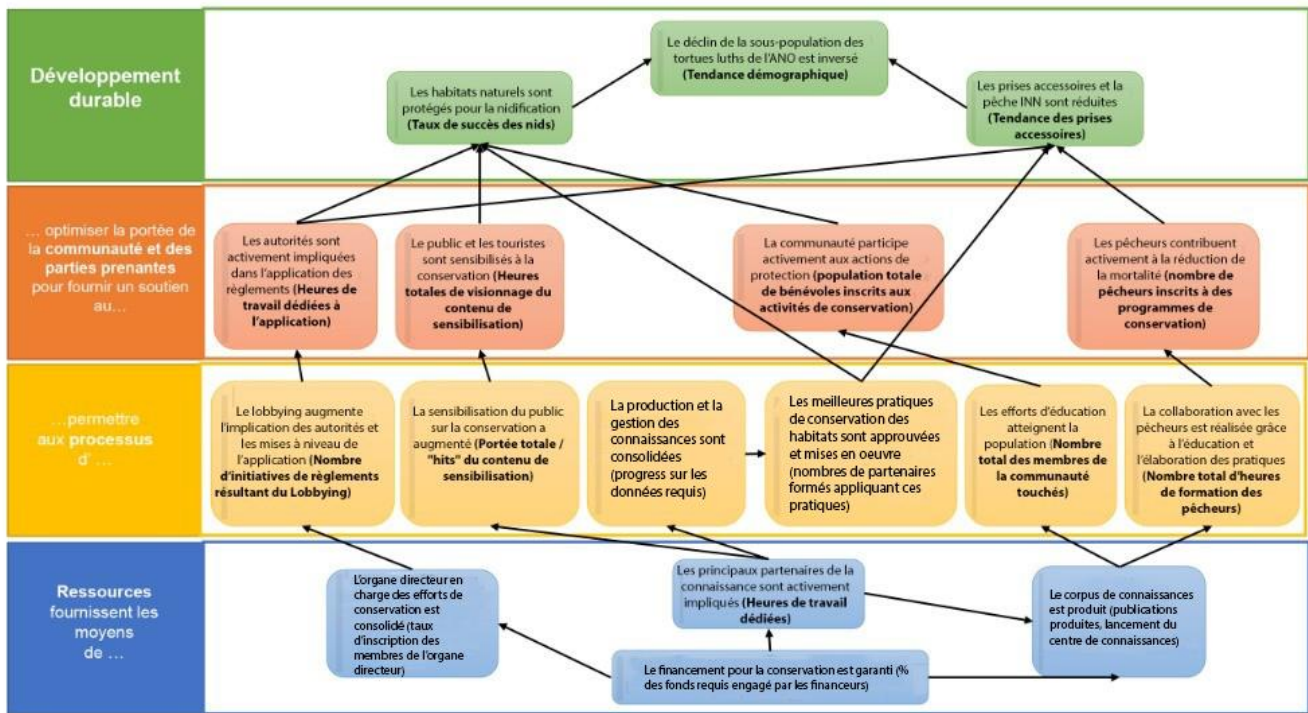 Développement
durable
Le déclin de la sous-population des
tortues luths de l'ANO est inversé
(Tendance démographique)
Les habitats naturels sont
protégés pour la nidification
(Taux de succès des nids)
Les prises accessoires et la
pêche INN sont réduites
(Tendance des prises
accessoires)
… optimiser la portée de
la communauté et des
parties prenantes
pour fournir un soutien
au…
Les autorités sont
activement impliquées
dans l'application des
règlements (Heures de
travail dédiées à
l'application)
Le public et les touristes
sont sensibilisés à la
conservation (Heures
totales de visionnage du
contenu de
sensibilisation)
La communauté participe
activement aux actions de
protection (population totale
de bénévoles inscrits aux
activités de conservation)
Les pêcheurs contribuent
activement à la réduction de
la mortalité (nombre de
pêcheurs inscrits à des
programmes de
conservation)
…permettre
aux processus
d' …
Le lobbying augmente
l'implication des autorités et
les mises à niveau de
l'application (Nombre
d'initiatives de règlements
résultant du Lobbying)
La sensibilisation du public
sur la conservation a
augmenté (Portée totale /
"hits" du contenu de
sensibilisation)
La production et la
gestion des
connaissances sont
consolidées
(progress sur les
données requis)
Les meilleures pratiques
de conservation des
habitats sont approuvées
et mises en oeuvre
(nombres de partenaires
formés appliquant ces
pratiques)
Les efforts d'éducation
atteignent la
population (Nombre
total des membres de
la communauté
touchés)
La collaboration avec les
pêcheurs est réalisée grâce
à l'éducation et
l'élaboration des pratiques
(Nombre total d'heures
de formation des
pêcheurs)
Ressources
fournissent les
moyens
de …
L'organe directeur en
charge des efforts de
conservation est
consolidé (taux
d'inscription des
membres de l'organe
directeur)
Les principaux partenaires de la
connaissance sont activement
impliqués (Heures de travail
dédiées)
Le corpus de connaissances
est produit (publications
produites, lancement du
centre de connaissances)
Le financement pour la conservation est garanti (%
des fonds requis engagé par les financeurs)